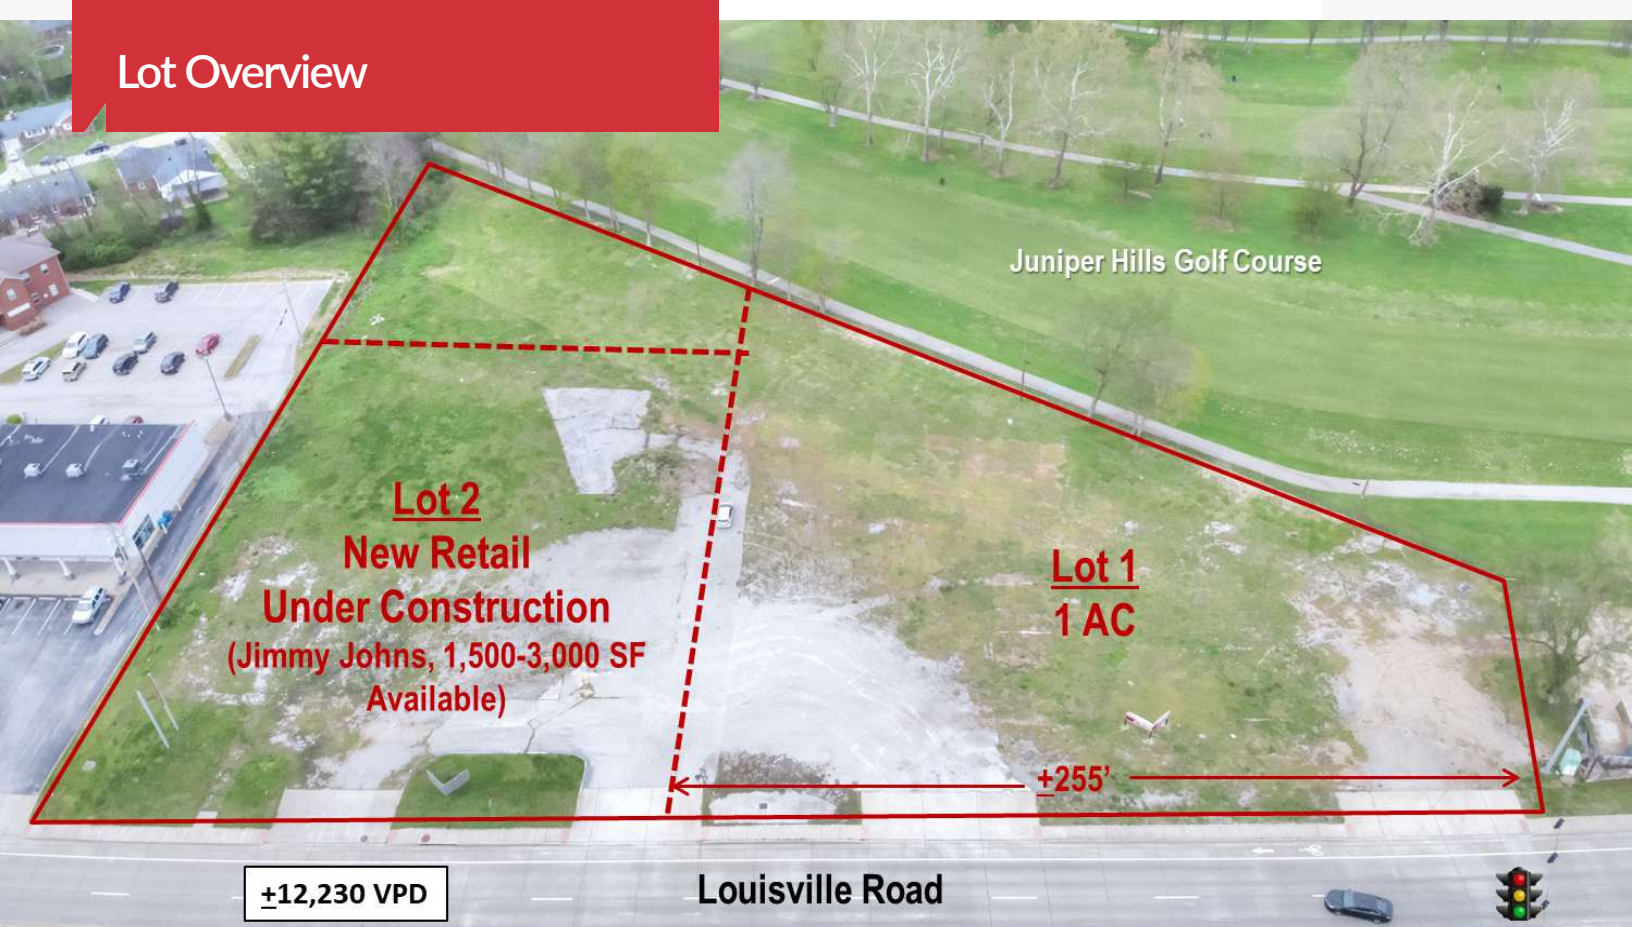 Lot Overview
Juniper Hills Golf Course
Lot 2
New Retail
Under Construction
(Jimmy Johns, 1,500-3,000 SF
Available)
Lot 1
1 AC
±255’
±12,230 VPD
Louisville Road